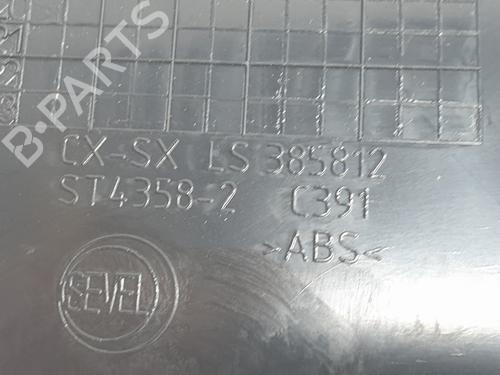 B-PARTS
CX-SX LS 385812
ST4358-2 C391
>ABS<
SEVEL